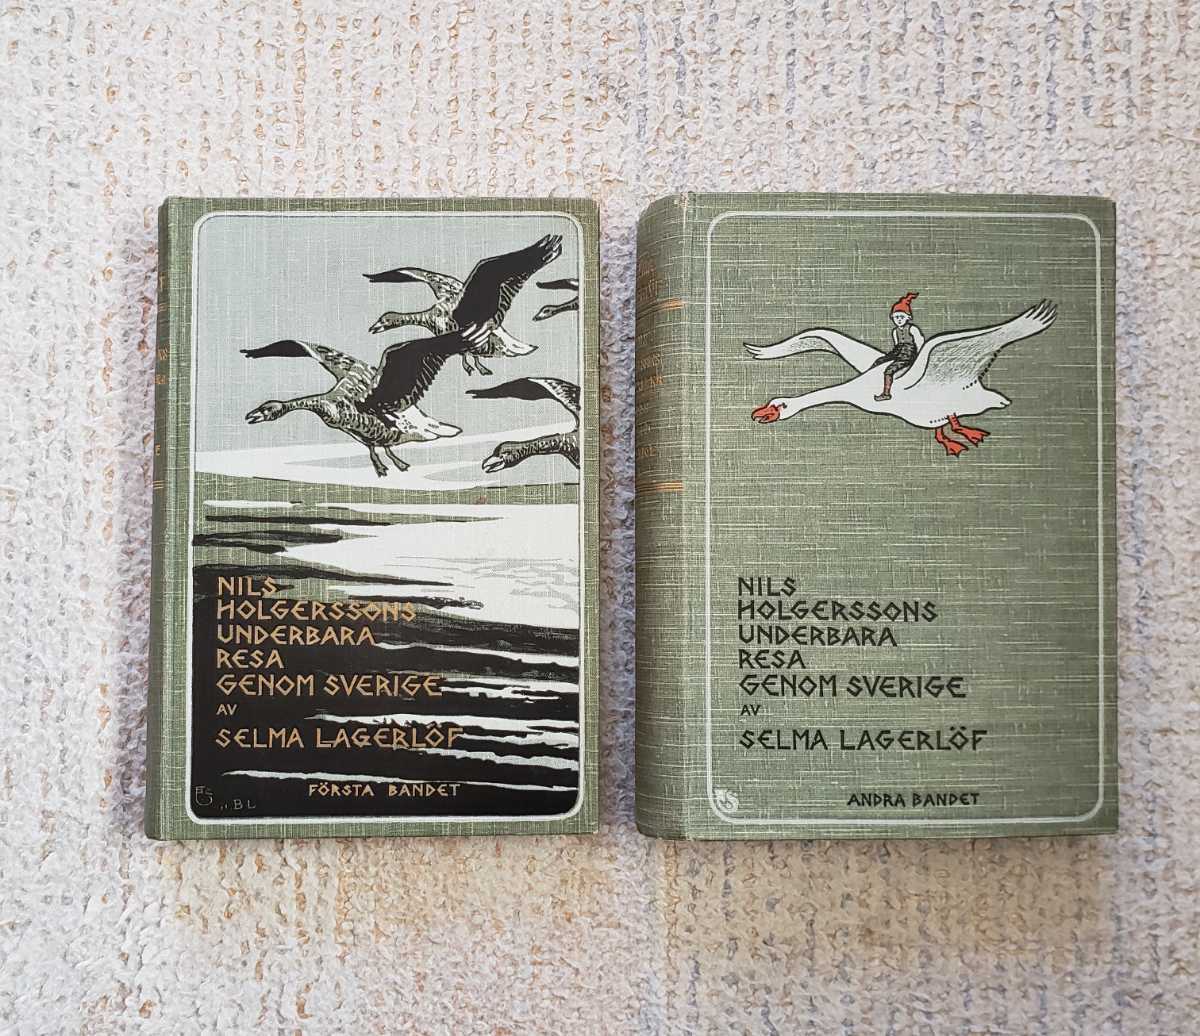 NILS
HOLGERSSONS
UNDERBARA
RESA
GENOM SVERIGE
AV
SELMA LAGERLÖF
FÖRSTA BANDET
BL
NILS
HOLGERSSONS
UNDERBARA
RESA
GENOM SVERIGE
AV
SELMA LAGERLÖF
ANDRA BANDET